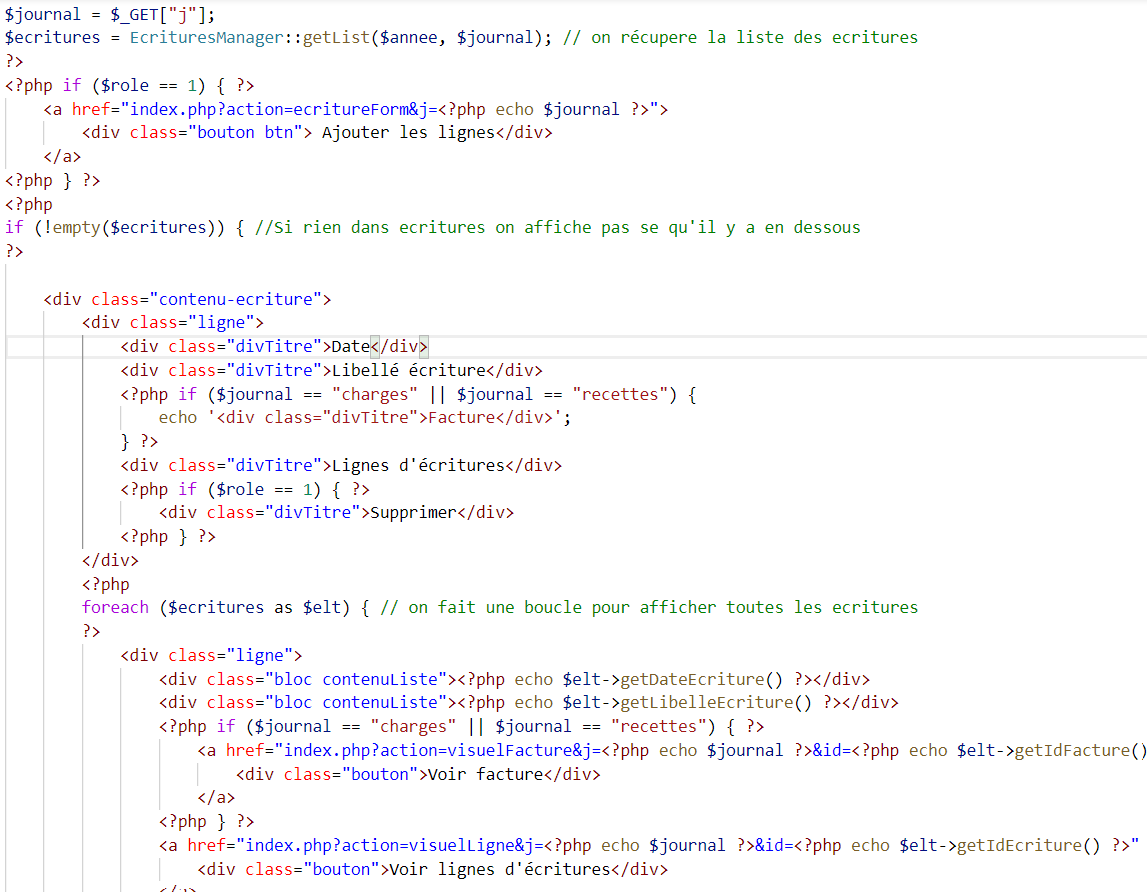 $journal = $_GET["j"];
$ecritures = EcrituresManager::getList($annee, $journal); // on récupere la liste des ecritures
?>
<?php if ($role == 1) { ?>
<a href="index.php?action=ecritureForm&j=<?php echo $journal ?>">
<div class="bouton btn"> Ajouter les lignes</div>
</a>
<?php } ?>
<?php
if (!empty($ecritures)) { //Si rien dans ecritures on affiche pas se qu'il y a en dessous
?>
<div class="contenu-ecriture">
<div class="ligne">
<div class="divTitre">Date</div>
<div class="divTitre">Libellé écriture</div>
<?php if ($journal == "charges" || $journal == "recettes") {
echo '<div class="divTitre">Facture</div>';
} ?>
<div class="divTitre">Lignes d'écritures</div>
<?php if ($role == 1) { ?>
<div class="divTitre">Supprimer</div>
<?php } ?>
</div>
<?php
foreach ($ecritures as $elt) { // on fait une boucle pour afficher toutes les ecritures
?>
<div class="ligne">
<div class="bloc contenuListe"><?php echo $elt->getDateEcriture() ?></div>
<div class="bloc contenuListe"><?php echo $elt->getLibelleEcriture() ?></div>
<?php if ($journal == "charges" || $journal == "recettes") { ?>
<a href="index.php?action=visuelFacture&j=<?php echo $journal ?>&id=<?php echo $elt->getIdFacture()
<div class="bouton">Voir facture</div>
</a>
<?php } ?>
<a href="index.php?action=visuelLigne&j=<?php echo $journal ?>&id=<?php echo $elt->getIdEcriture() ?>"
<div class="bouton">Voir lignes d'écritures</div>